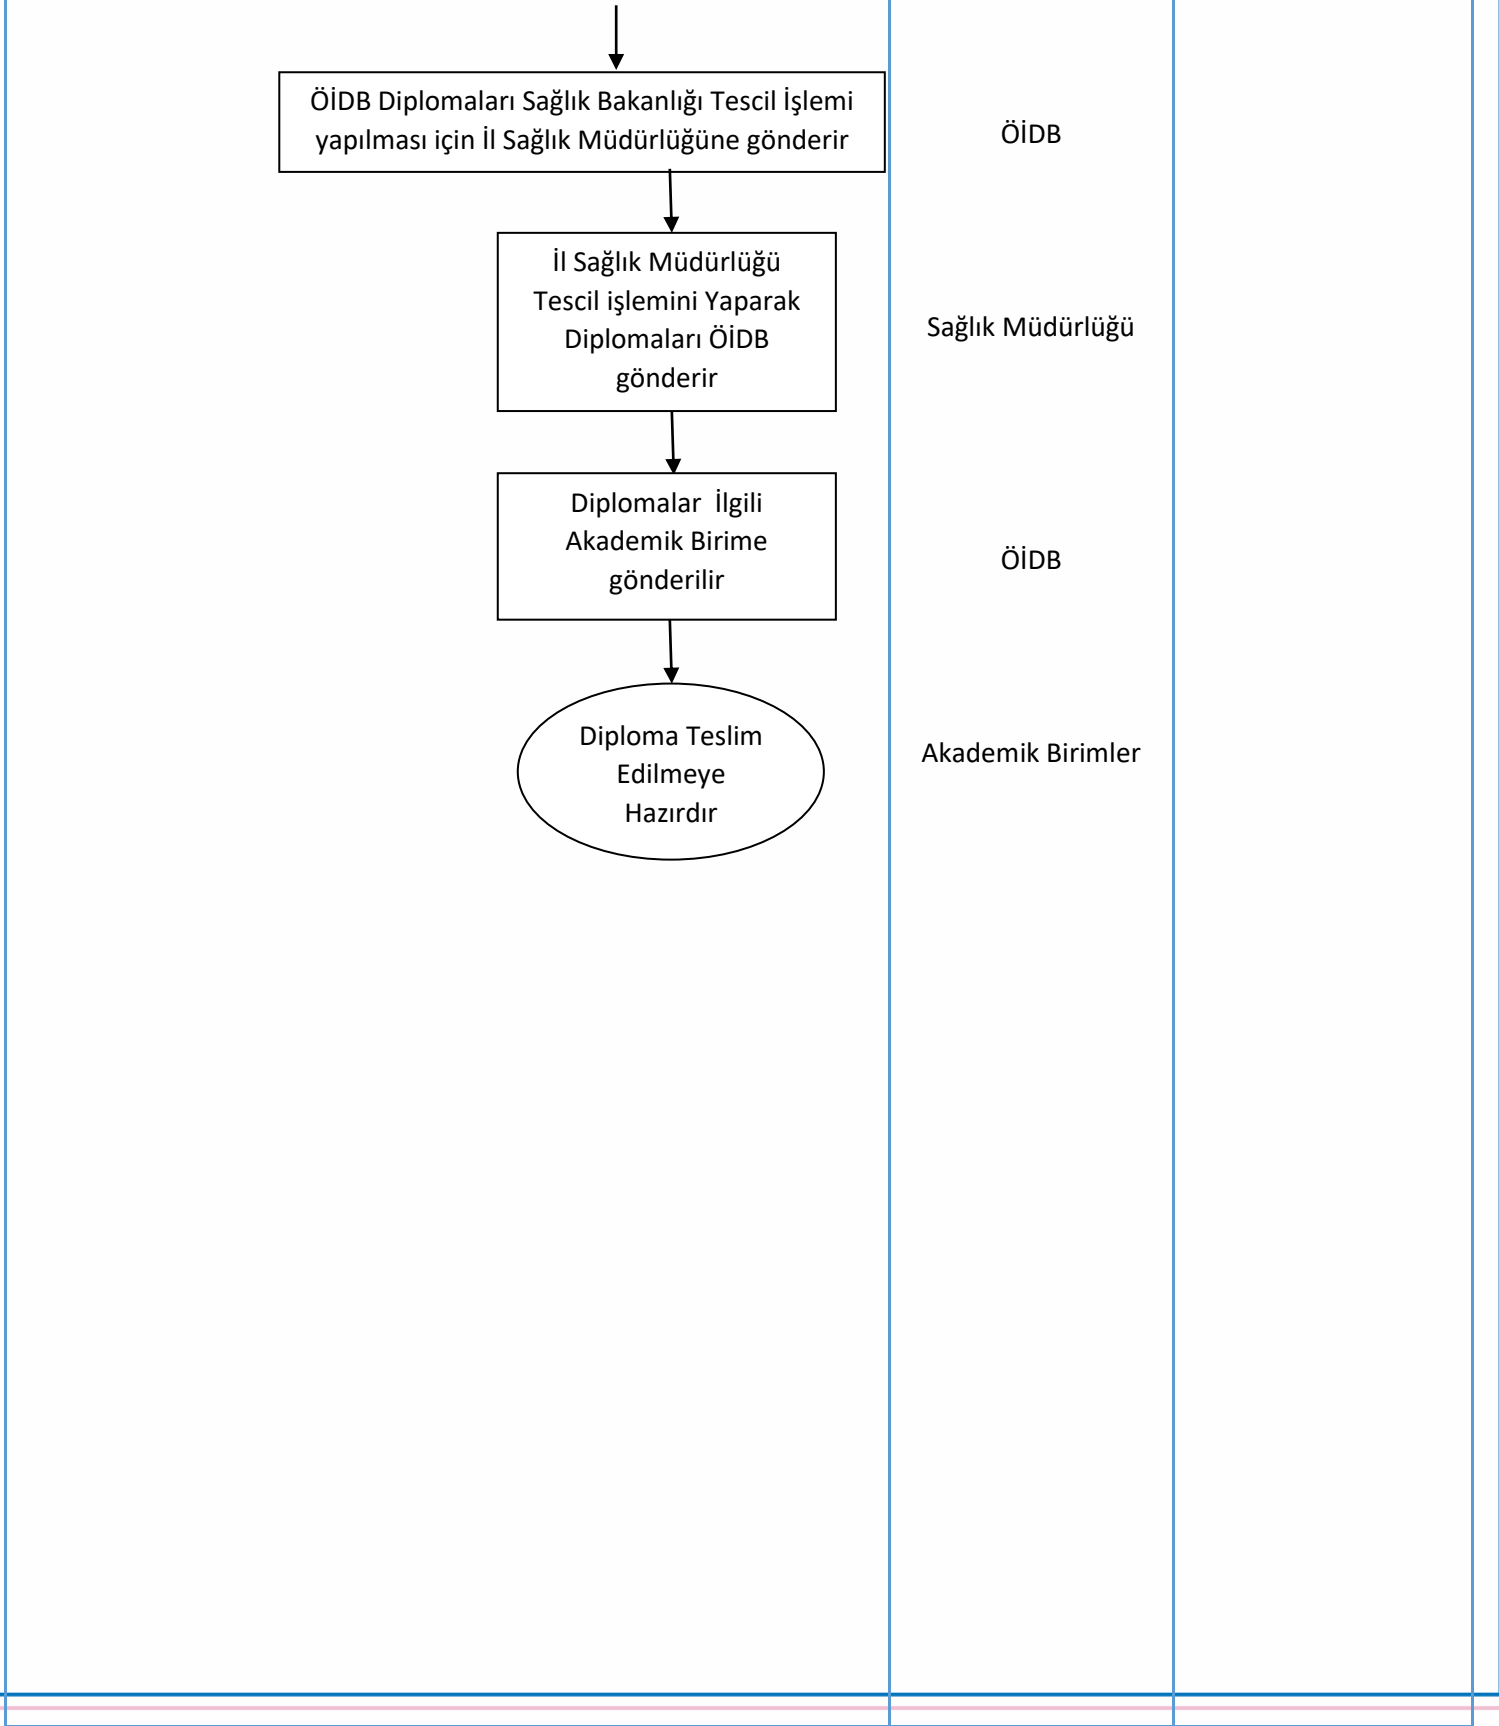 ÖİDB Diplomaları Sağlık Bakanlığı Tescil İşlemi
yapılması için İl Sağlık Müdürlüğüne gönderir
ÖİDB
İl Sağlık Müdürlüğü
Tescil işlemini Yaparak
Diplomaları ÖİDB
gönderir
Sağlık Müdürlüğü
Diplomalar  İlgili
Akademik Birime
gönderilir
ÖİDB
Diploma Teslim
Edilmeye
Hazırdır
Akademik Birimler